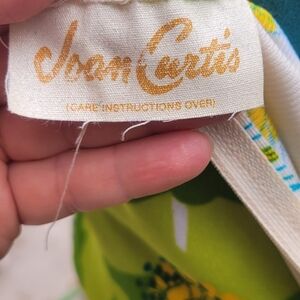 Joan Curtis
(CARE INSTRUCTIONS OVER)